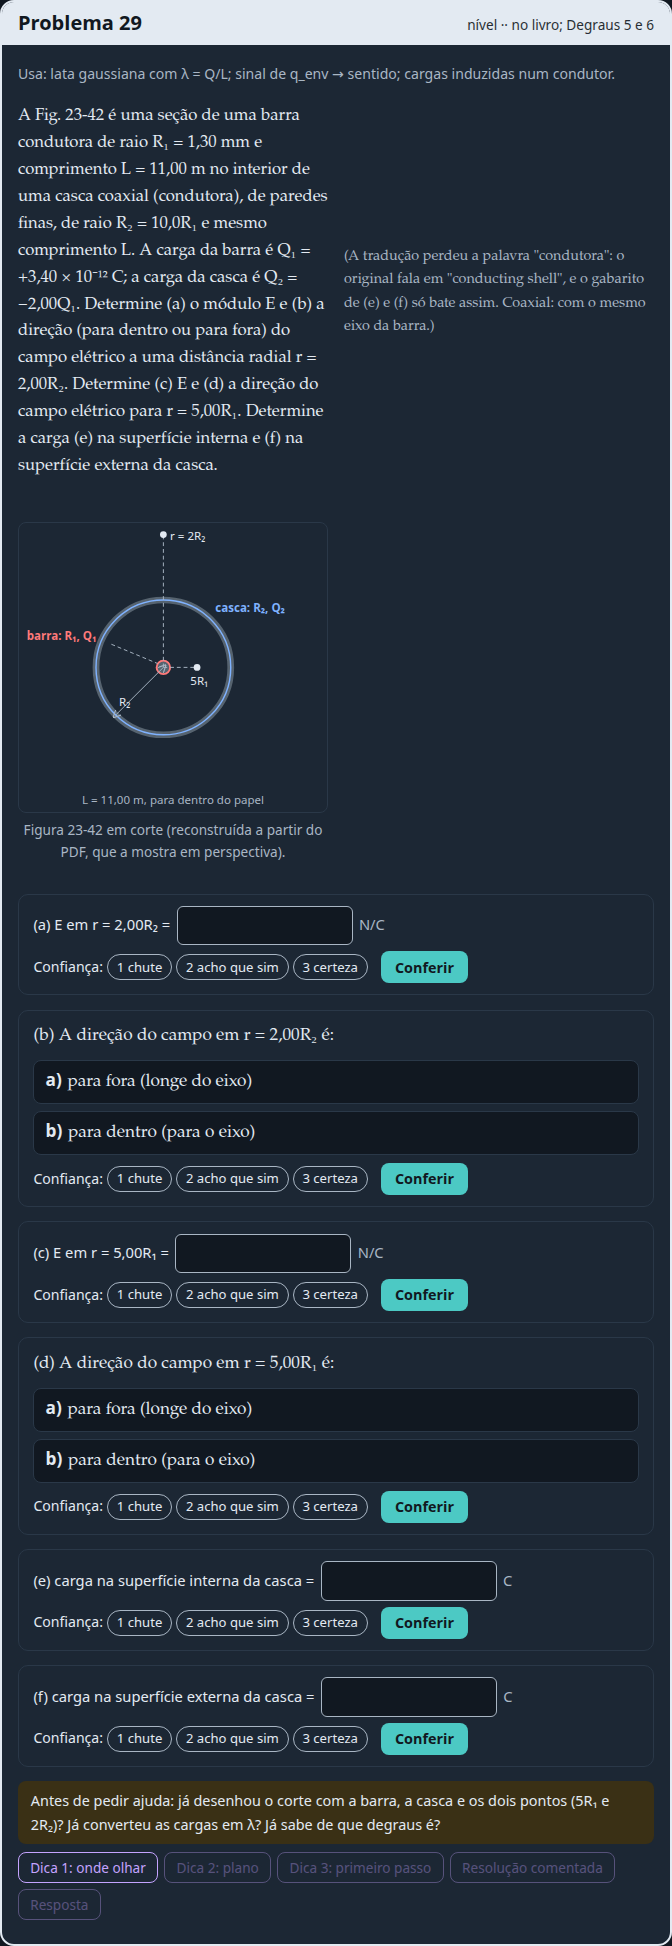 Problema 29
nível ·· no livro; Degraus 5 e 6
Usa: lata gaussiana com λ = Q/L; sinal de q_env → sentido; cargas induzidas num condutor.
A Fig. 23-42 é uma seção de uma barra
condutora de raio R₁ = 1,30 mm e
comprimento L = 11,00 m no interior de
uma casca coaxial (condutora), de paredes
finas, de raio R₂ = 10,0R₁ e mesmo
comprimento L. A carga da barra é Q₁ =
+3,40 × 10⁻¹² C; a carga da casca é Q₂ =
−2,00Q₁. Determine (a) o módulo E e (b) a
direção (para dentro ou para fora) do
campo elétrico a uma distância radial r =
2,00R₂. Determine (c) E e (d) a direção do
campo elétrico para r = 5,00R₁. Determine
a carga (e) na superfície interna e (f) na
superfície externa da casca.
(A tradução perdeu a palavra "condutora": o
original fala em "conducting shell", e o gabarito
de (e) e (f) só bate assim. Coaxial: com o mesmo
eixo da barra.)
r = 2R₂
casca: R₂, Q₂
barra: R₁, Q₁
5R₁
R₂
L = 11,00 m, para dentro do papel
Figura 23-42 em corte (reconstruída a partir do
PDF, que a mostra em perspectiva).
(a) E em r = 2,00R₂ = N/C
Confiança: 1 chute 2 acho que sim 3 certeza Conferir
(b) A direção do campo em r = 2,00R₂ é:
a) para fora (longe do eixo)
b) para dentro (para o eixo)
Confiança: 1 chute 2 acho que sim 3 certeza Conferir
(c) E em r = 5,00R₁ = N/C
Confiança: 1 chute 2 acho que sim 3 certeza Conferir
(d) A direção do campo em r = 5,00R₁ é:
a) para fora (longe do eixo)
b) para dentro (para o eixo)
Confiança: 1 chute 2 acho que sim 3 certeza Conferir
(e) carga na superfície interna da casca = C
Confiança: 1 chute 2 acho que sim 3 certeza Conferir
(f) carga na superfície externa da casca = C
Confiança: 1 chute 2 acho que sim 3 certeza Conferir
Antes de pedir ajuda: já desenhou o corte com a barra, a casca e os dois pontos (5R₁ e
2R₂)? Já converteu as cargas em λ? Já sabe de que degraus é?
Dica 1: onde olhar Dica 2: plano Dica 3: primeiro passo Resolução comentada
Resposta